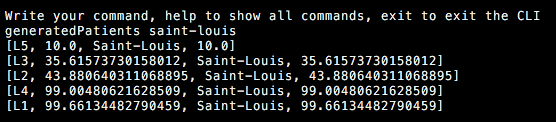 Write your command, help to show all commands, exit to exit the CLI
generatedPatients saint-louis
[L5, 10.0, Saint-Louis, 10.0]
[L3, 35.61573730158012, Saint-Louis, 35.61573730158012]
[L2, 43.880640311068895, Saint-Louis, 43.880640311068895]
[L4, 99.00480621628509, Saint-Louis, 99.00480621628509]
[L1, 99.66134482790459, Saint-Louis, 99.66134482790459]